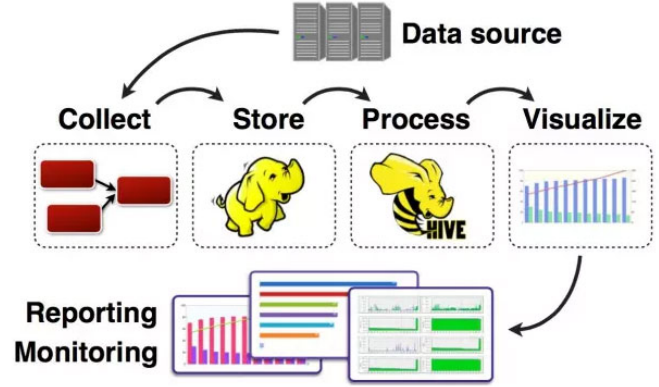 Data source
Collect
Store
Process
Visualize
HIVE
Reporting
Monitoring